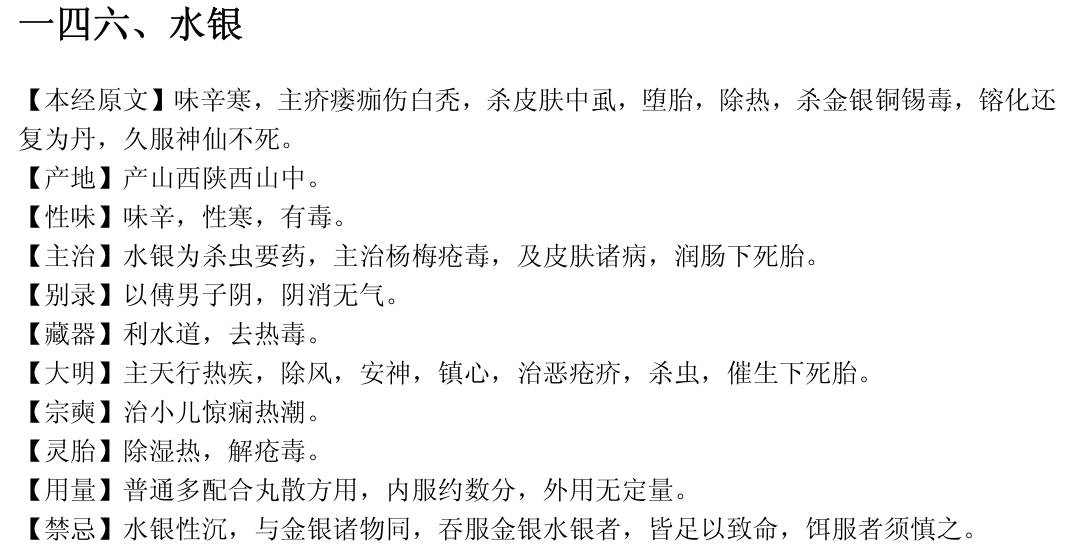 一四六、水银
【本经原文】味辛寒，主疥瘘痂伤白秃，杀皮肤中虱，堕胎，除热，杀金银铜锡毒，镕化还
复为丹，久服神仙不死。
【产地】产山西陕西山中。
【性味】味辛，性寒，有毒。
【主治】水银为杀虫要药，主治杨梅疮毒，及皮肤诸病，润肠下死胎。
【别录】以傅男子阴，阴消无气。
【藏器】利水道，去热毒。
【大明】主天行热疾，除风，安神，镇心，治恶疮疥，杀虫，催生下死胎。
【宗奭】治小儿惊痫热潮。
【灵胎】除湿热，解疮毒。
【用量】普通多配合丸散方用，内服约数分，外用无定量。
【禁忌】水银性沉，与金银诸物同，吞服金银水银者，皆足以致命，饵服者须慎之。